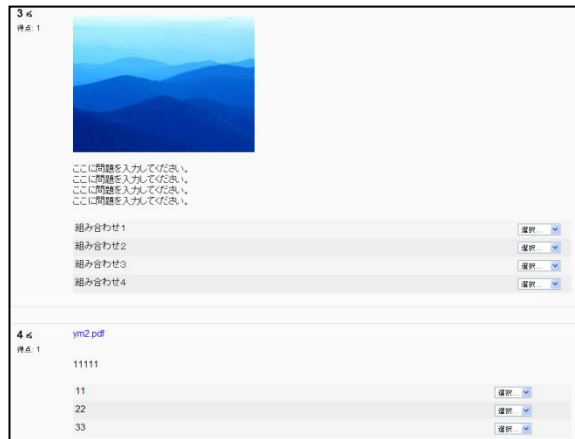 3
得点: 1
ここに問題を入力してください。
ここに問題を入力してください。
ここに問題を入力してください。
ここに問題を入力してください。
組み合わせ1 選択...
組み合わせ2 選択...
組み合わせ3 選択...
組み合わせ4 選択...
4
得点: 1
ym2.pdf
11111
11 選択...
22 選択...
33 選択...